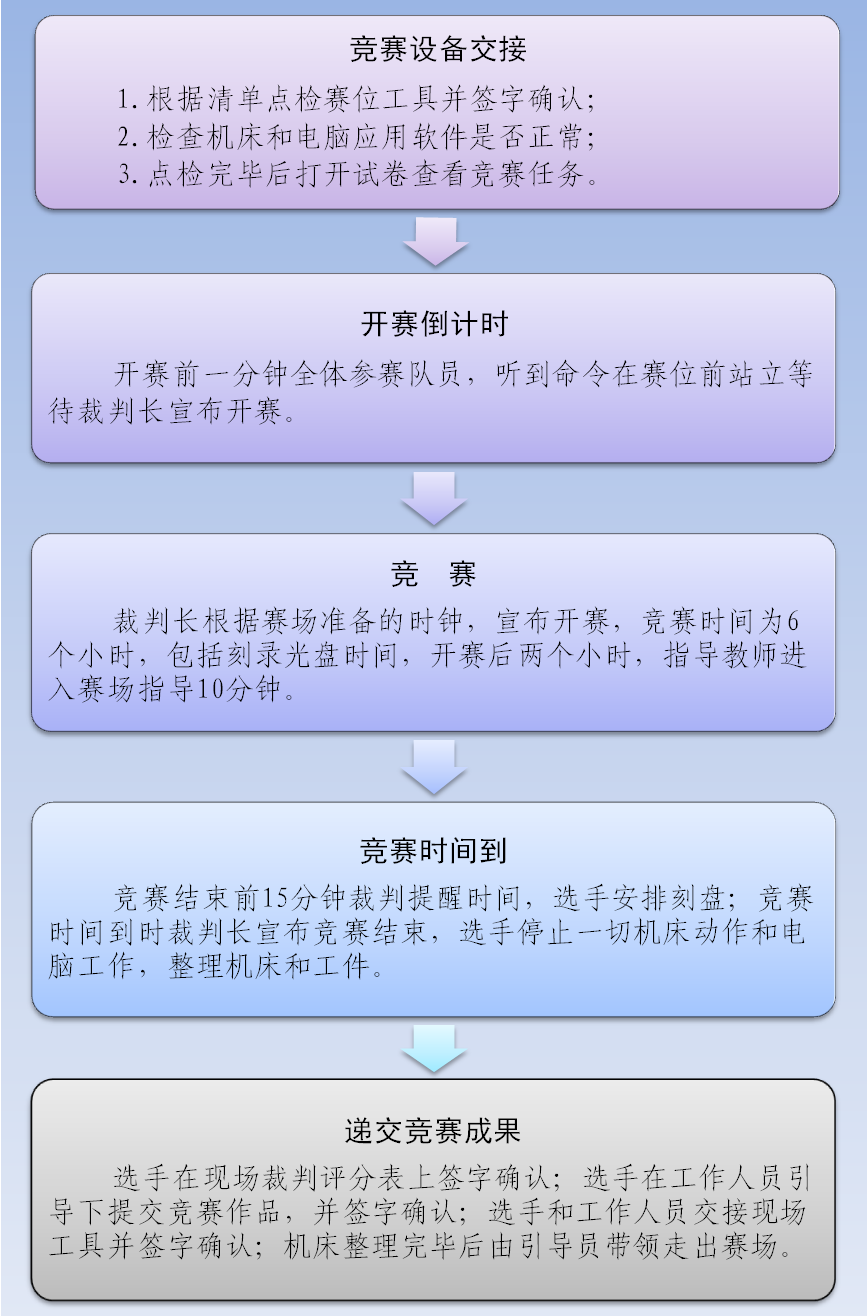 竞赛设备交接
1.根据清单点检赛位工具并签字确认；
2.检查机床和电脑应用软件是否正常；
3.点检完毕后打开试卷查看竞赛任务。
开赛倒计时
开赛前一分钟全体参赛队员，听到命令在赛位前站立等
待裁判长宣布开赛。
竞　赛
裁判长根据赛场准备的时钟，宣布开赛，竞赛时间为6
个小时，包括刻录光盘时间，开赛后两个小时，指导教师进
入赛场指导10分钟。
竞赛时间到
竞赛结束前15分钟裁判提醒时间，选手安排刻盘；竞赛
时间到时裁判长宣布竞赛结束，选手停止一切机床动作和电
脑工作，整理机床和工件。
递交竞赛成果
选手在现场裁判评分表上签字确认；选手在工作人员引
导下提交竞赛作品，并签字确认；选手和工作人员交接现场
工具并签字确认；机床整理完毕后由引导员带领走出赛场。